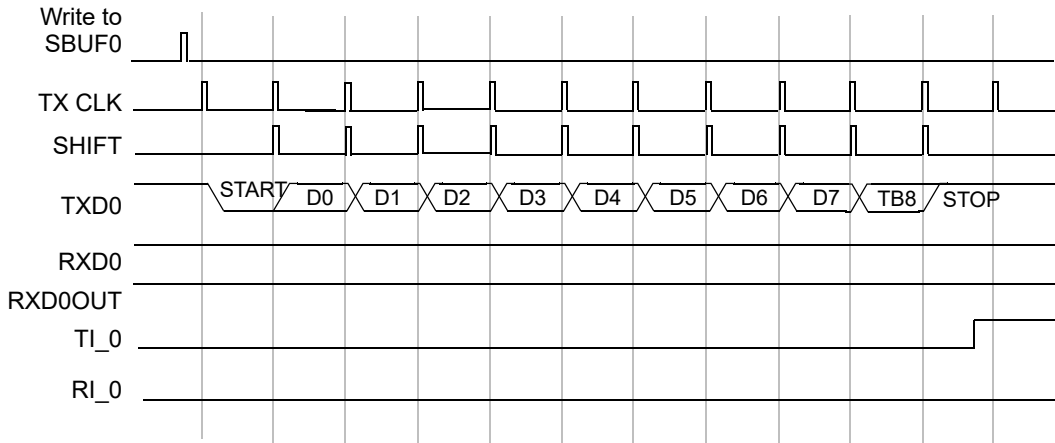 Write to
SBUF0
TX CLK
SHIFT
TXD0 START D0 D1 D2 D3 D4 D5 D6 D7 TB8 STOP
RXD0
RXD0OUT
TI_0
RI_0